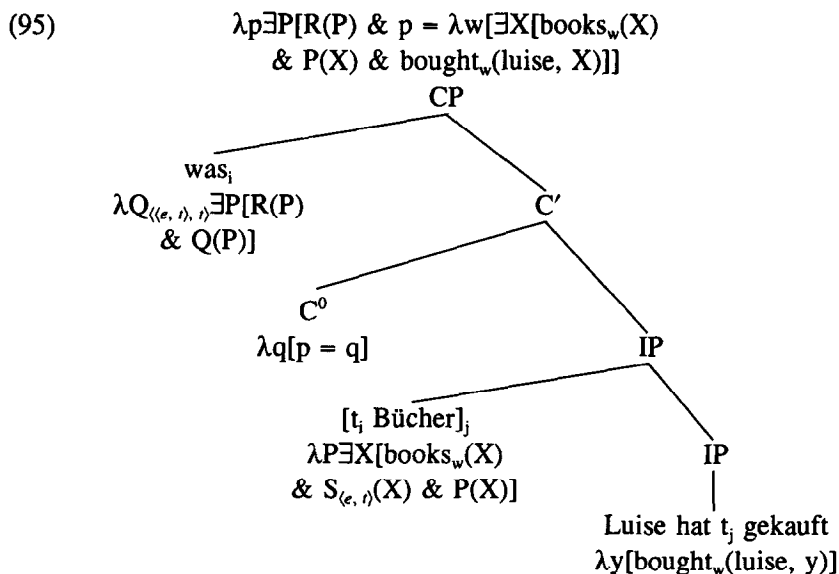 (95)
λp∃P[R(P) & p = λw[∃X[books_w(X)
& P(X) & bought_w(luise, X)]]
CP
was_i
λQ_⟨⟨e, t⟩, t⟩∃P[R(P)
& Q(P)]
C′
C⁰
λq[p = q]
IP
[t_i Bücher]_j
λP∃X[books_w(X)
& S_⟨e, t⟩(X) & P(X)]
IP
Luise hat t_j gekauft
λy[bought_w(luise, y)]